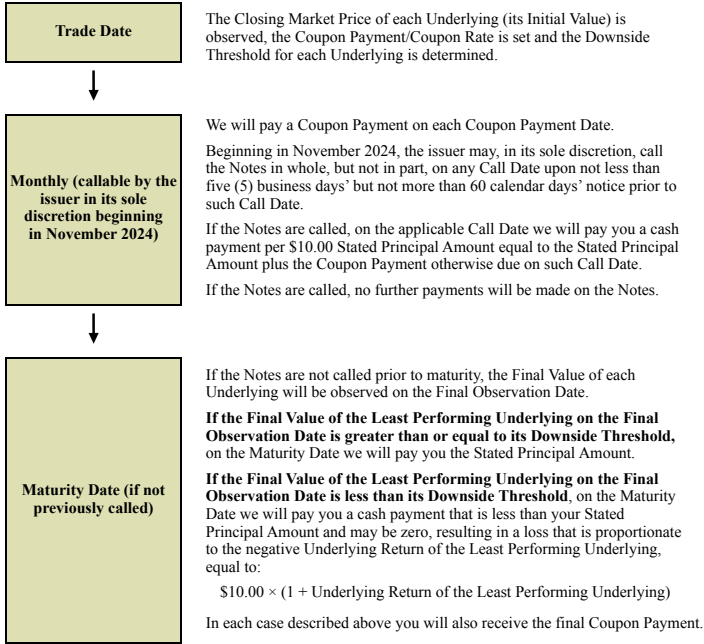 Trade Date
The Closing Market Price of each Underlying (its Initial Value) is
observed, the Coupon Payment/Coupon Rate is set and the Downside
Threshold for each Underlying is determined.
Monthly (callable by the
issuer in its sole
discretion beginning
in November 2024)
We will pay a Coupon Payment on each Coupon Payment Date.
Beginning in November 2024, the issuer may, in its sole discretion, call
the Notes in whole, but not in part, on any Call Date upon not less than
five (5) business days’ but not more than 60 calendar days’ notice prior to
such Call Date.
If the Notes are called, on the applicable Call Date we will pay you a cash
payment per $10.00 Stated Principal Amount equal to the Stated Principal
Amount plus the Coupon Payment otherwise due on such Call Date.
If the Notes are called, no further payments will be made on the Notes.
Maturity Date (if not
previously called)
If the Notes are not called prior to maturity, the Final Value of each
Underlying will be observed on the Final Observation Date.
If the Final Value of the Least Performing Underlying on the Final
Observation Date is greater than or equal to its Downside Threshold,
on the Maturity Date we will pay you the Stated Principal Amount.
If the Final Value of the Least Performing Underlying on the Final
Observation Date is less than its Downside Threshold, on the Maturity
Date we will pay you a cash payment that is less than your Stated
Principal Amount and may be zero, resulting in a loss that is proportionate
to the negative Underlying Return of the Least Performing Underlying,
equal to:
$10.00 × (1 + Underlying Return of the Least Performing Underlying)
In each case described above you will also receive the final Coupon Payment.